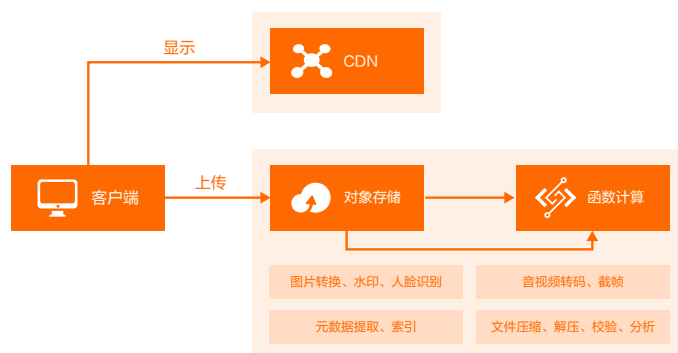 显示
CDN
客户端
上传
对象存储
函数计算
图片转换、水印、人脸识别
音视频转码、截帧
元数据提取、索引
文件压缩、解压、校验、分析